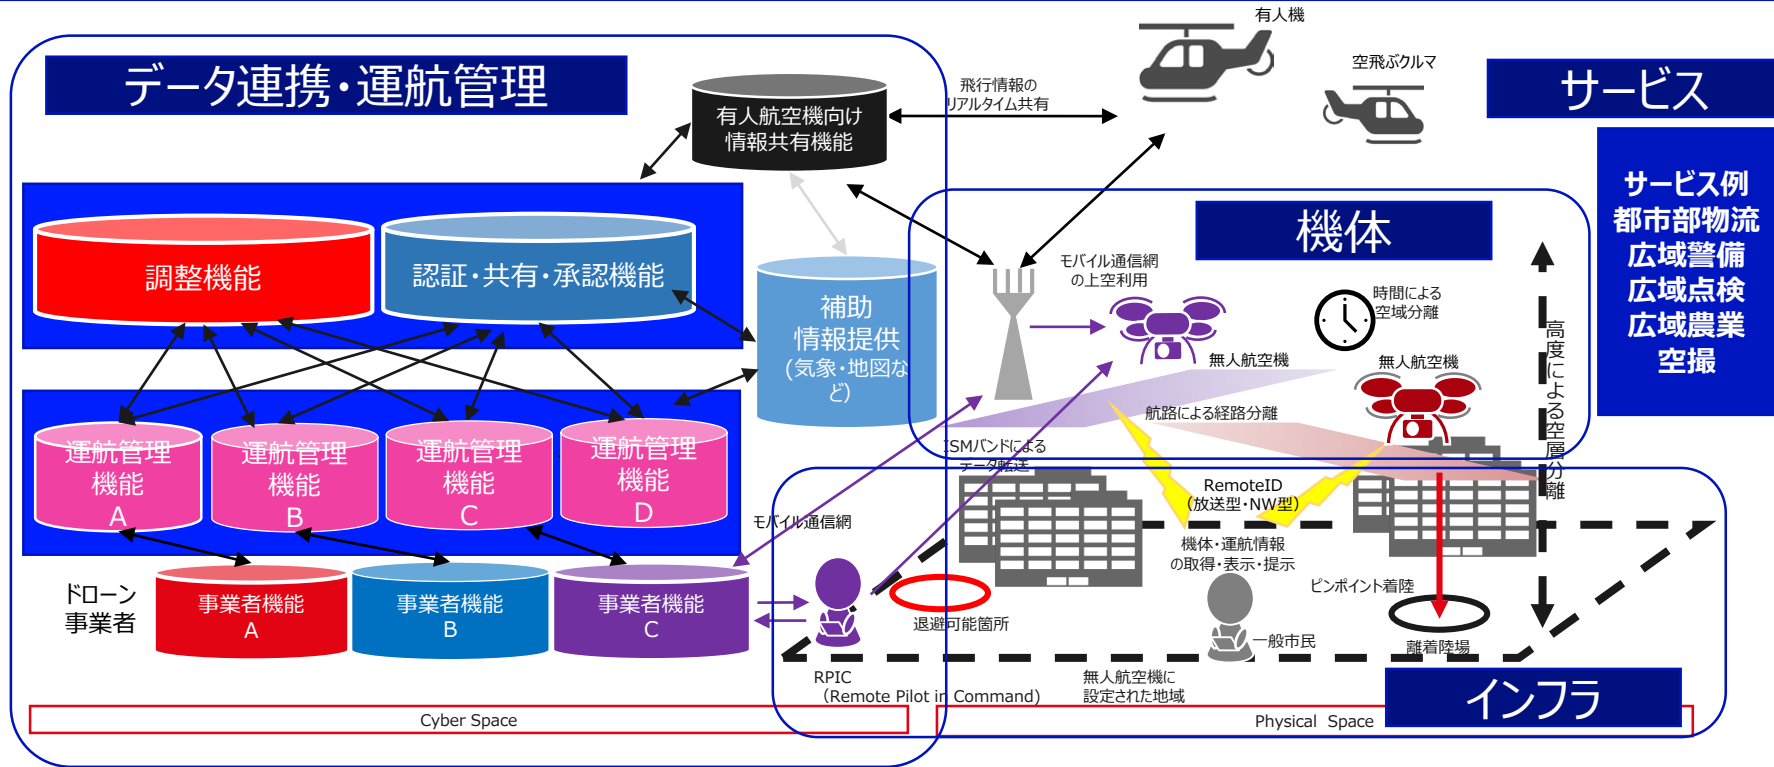 データ連携・運航管理
有人航空機向け
情報共有機能
飛行情報の
リアルタイム共有
有人機
空飛ぶクルマ
サービス
サービス例
都市部物流
広域警備
広域点検
広域農業
空撮
調整機能
認証・共有・承認機能
補助
情報提供
(気象・地図な
ど)
機体
モバイル通信網
の上空利用
時間による
空域分離
無人航空機
無人航空機
高度による空層分離
航路による経路分離
運航管理
機能
A
運航管理
機能
B
運航管理
機能
C
運航管理
機能
D
ISMバンドによる
データ転送
RemoteID
（放送型・NW型）
モバイル通信網
機体・運航情報
の取得・表示・提示
ピンポイント着陸
ドローン
事業者
事業者機能
A
事業者機能
B
事業者機能
C
退避可能箇所
一般市民
離着陸場
RPIC
（Remote Pilot in Command)
無人航空機に
設定された地域
インフラ
Cyber Space
Physical Space